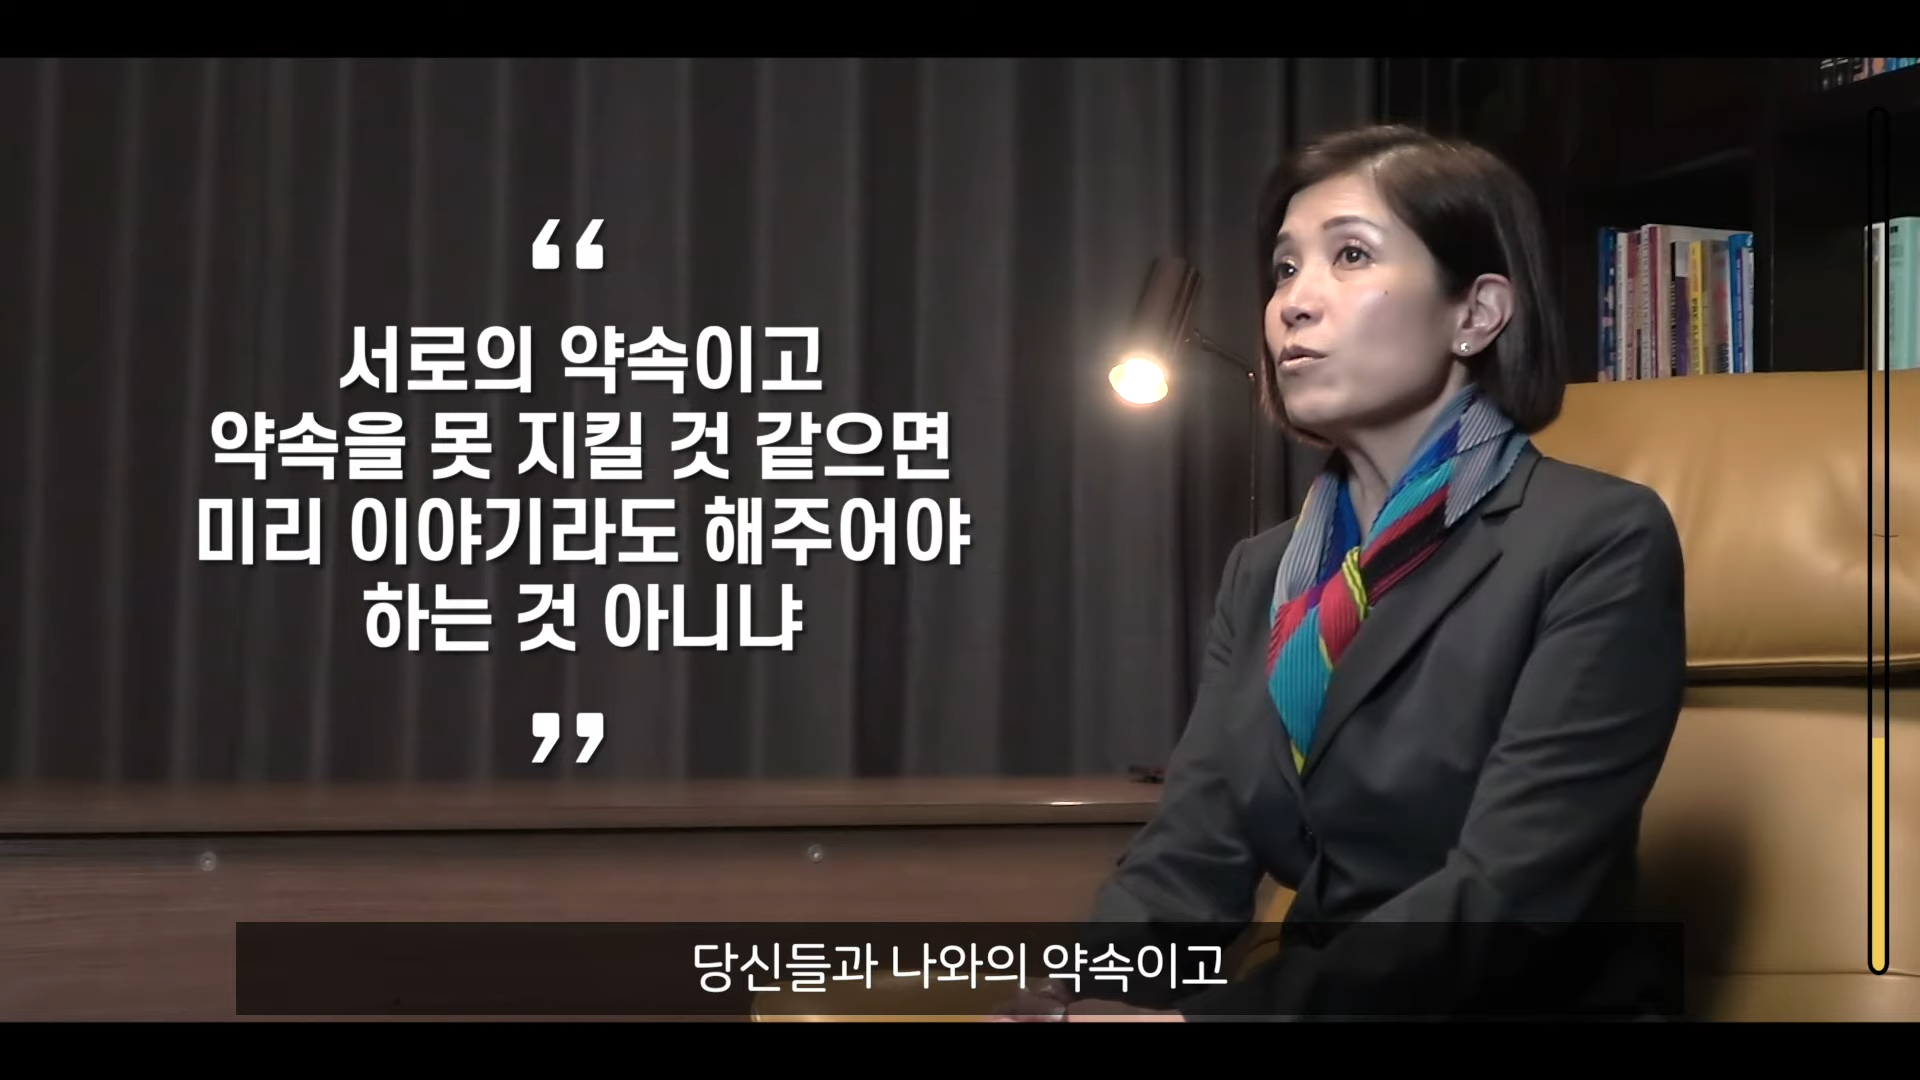 “
서로의 약속이고
약속을 못 지킬 것 같으면
미리 이야기라도 해주어야
하는 것 아니냐
”
당신들과 나와의 약속이고